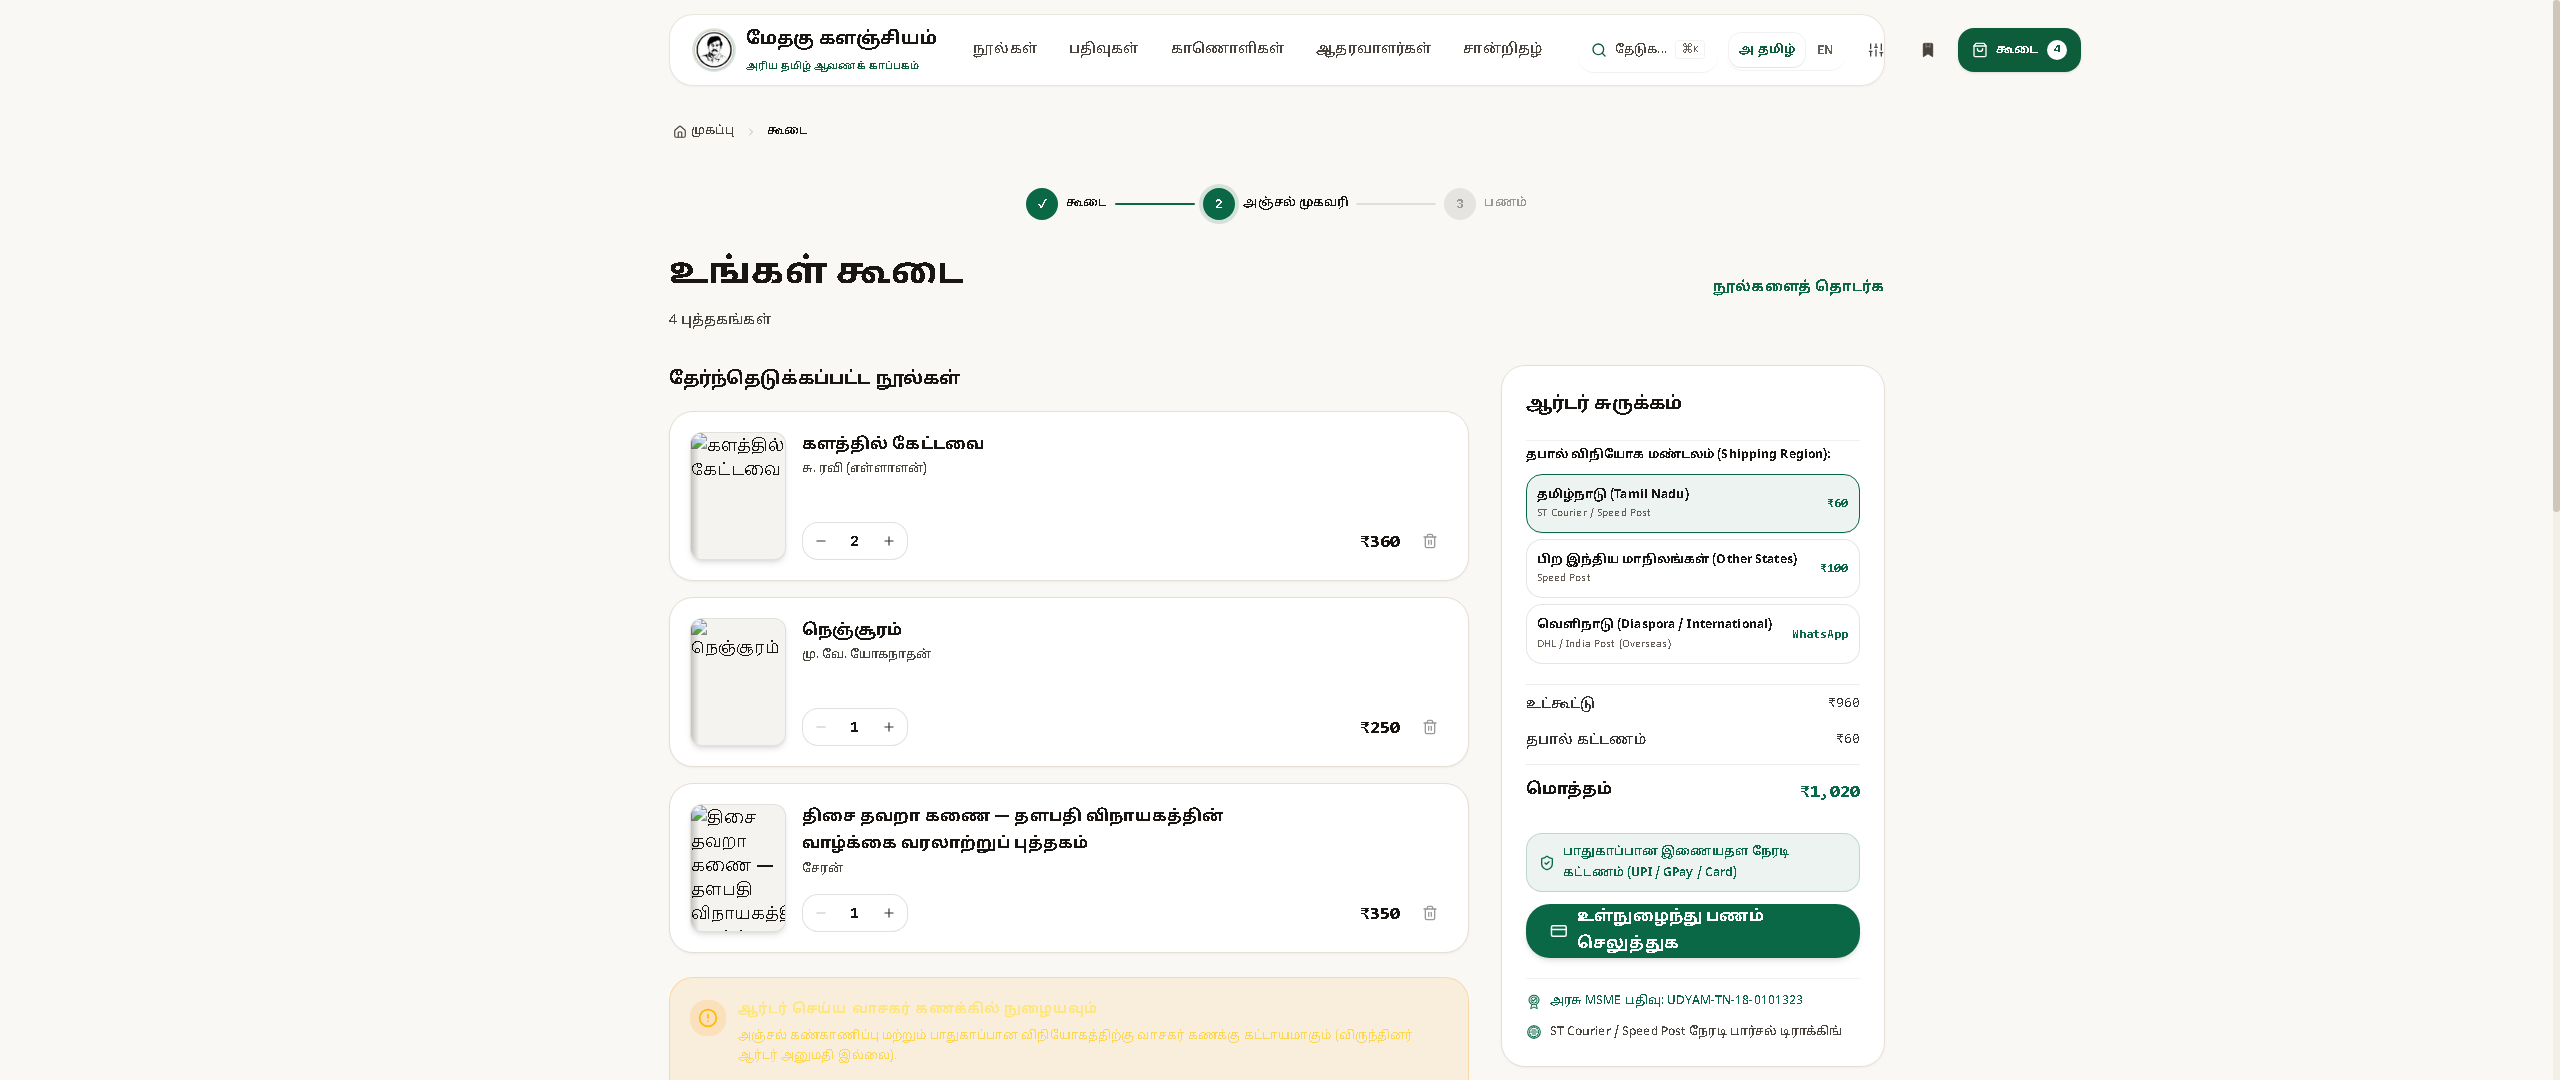 மேதகு களஞ்சியம்
அரிய தமிழ் ஆவணக் காப்பகம்
நூல்கள்
பதிவுகள்
காணொளிகள்
ஆதரவாளர்கள்
சான்றிதழ்
தேடுக... ⌘K
அ தமிழ்
EN
கூடை 4
முகப்பு › கூடை
✓ கூடை
2 அஞ்சல் முகவரி
3 பணம்
உங்கள் கூடை
நூல்களைத் தொடர்க
4 புத்தகங்கள்
தேர்ந்தெடுக்கப்பட்ட நூல்கள்
களத்தில்
கேட்டவை
களத்தில் கேட்டவை
சு. ரவி (எள்ளாளன்)
− 2 +
₹360
நெஞ்சூரம்
நெஞ்சூரம்
மு. வே. யோகநாதன்
− 1 +
₹250
திசை
தவறா
கணை —
தளபதி
திசை தவறா கணை — தளபதி விநாயகத்தின்
வாழ்க்கை வரலாற்றுப் புத்தகம்
சேரன்
− 1 +
₹350
ஆர்டர் செய்ய வாசகர் கணக்கில் நுழையவும்
அஞ்சல் கண்காணிப்பு மற்றும் பாதுகாப்பான விநியோகத்திற்கு வாசகர் கணக்கு கட்டாயமாகும் (விருந்தினர்
ஆர்டர் அனுமதி இல்லை).
ஆர்டர் சுருக்கம்
தபால் விநியோக மண்டலம் (Shipping Region):
தமிழ்நாடு (Tamil Nadu)
ST Courier / Speed Post
₹60
பிற இந்திய மாநிலங்கள் (Other States)
Speed Post
₹100
வெளிநாடு (Diaspora / International)
DHL / India Post (Overseas)
WhatsApp
உட்கூட்டு ₹960
தபால் கட்டணம் ₹60
மொத்தம் ₹1,020
பாதுகாப்பான இணையதள நேரடி
கட்டணம் (UPI / GPay / Card)
உள்நுழைந்து பணம்
செலுத்துக
அரசு MSME பதிவு: UDYAM-TN-18-0101323
ST Courier / Speed Post நேரடி பார்சல் டிராக்கிங்